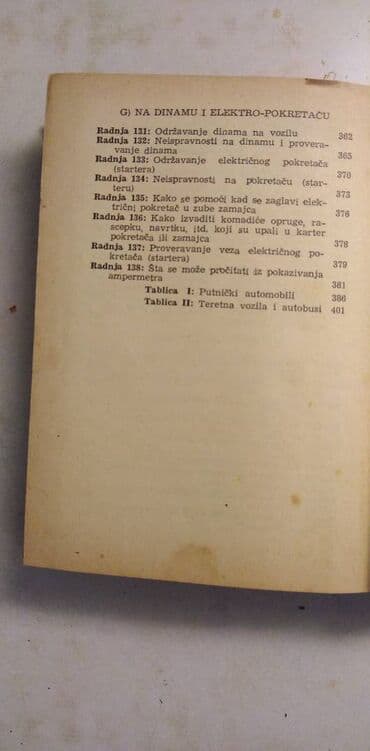 G) NA DINAMU I ELEKTRO-POKRETAČU
Radnja 131: Održavanje dinama na vozilu 362
Radnja 132: Neispravnosti na dinamu i provera-
vanje dinama 365
Radnja 133: Održavanje električnog pokretača
(startera) 370
Radnja 134: Neispravnosti na pokretaču (star-
teru) 373
Radnja 135: Kako se pomoći kad se zaglavi elek-
trični pokretač u zube zamajca 376
Radnja 136: Kako izvaditi komadiće opruge, ra-
scepku, navrtku, itd. koji su upali u karter
pokretača ili zamajca 378
Radnja 137: Proveravanje veza električnog po-
kretača (startera) 379
Radnja 138: Šta se može pročitati iz pokazivanja
ampermetra 381
Tablica I: Putnički automobili 386
Tablica II: Teretna vozila i autobusi 401